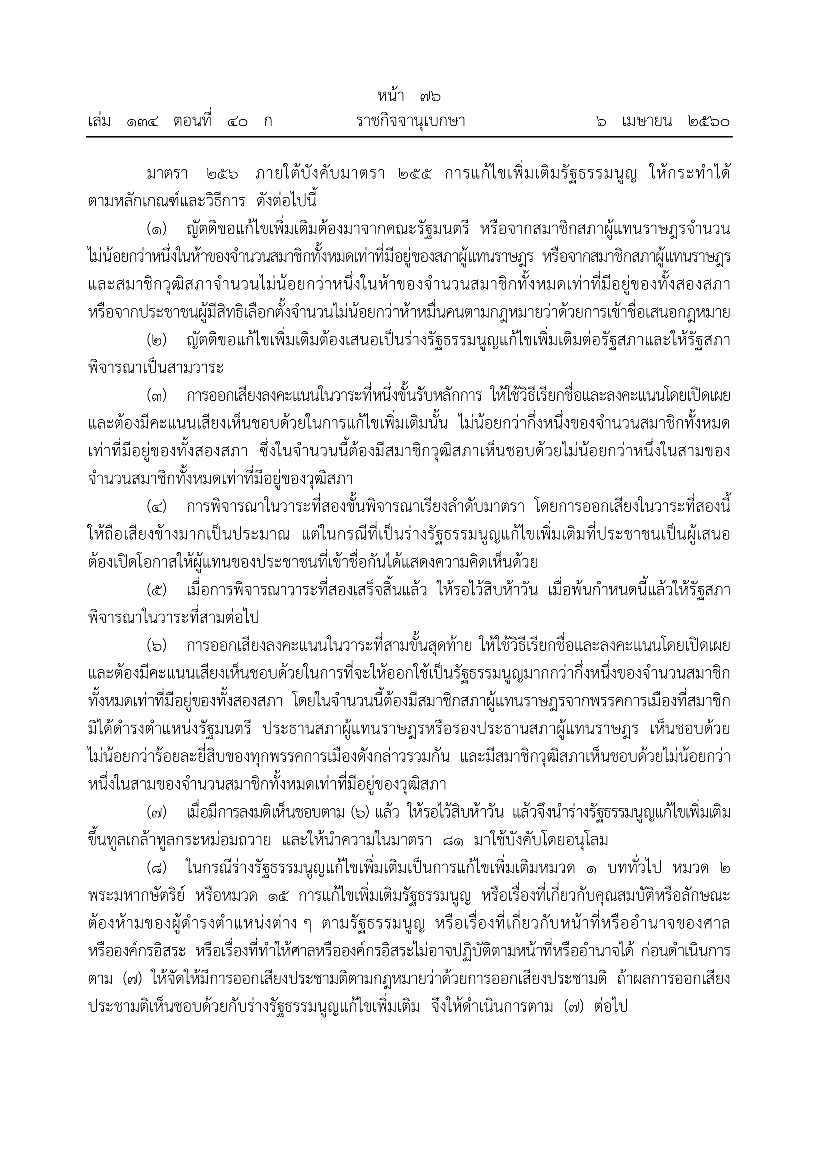 หน้า ๗๖
เล่ม ๑๓๔ ตอนที่ ๔๐ ก ราชกิจจานุเบกษา ๖ เมษายน ๒๕๖๐
มาตรา ๒๕๖ ภายใต้บังคับมาตรา ๒๕๕ การแก้ไขเพิ่มเติมรัฐธรรมนูญ ให้กระทำได้
ตามหลักเกณฑ์และวิธีการ ดังต่อไปนี้
(๑) ญัตติขอแก้ไขเพิ่มเติมต้องมาจากคณะรัฐมนตรี หรือจากสมาชิกสภาผู้แทนราษฎรจำนวน
ไม่น้อยกว่าหนึ่งในห้าของจำนวนสมาชิกทั้งหมดเท่าที่มีอยู่ของสภาผู้แทนราษฎร หรือจากสมาชิกสภาผู้แทนราษฎร
และสมาชิกวุฒิสภาจำนวนไม่น้อยกว่าหนึ่งในห้าของจำนวนสมาชิกทั้งหมดเท่าที่มีอยู่ของทั้งสองสภา
หรือจากประชาชนผู้มีสิทธิเลือกตั้งจำนวนไม่น้อยกว่าห้าหมื่นคนตามกฎหมายว่าด้วยการเข้าชื่อเสนอกฎหมาย
(๒) ญัตติขอแก้ไขเพิ่มเติมต้องเสนอเป็นร่างรัฐธรรมนูญแก้ไขเพิ่มเติมต่อรัฐสภาและให้รัฐสภา
พิจารณาเป็นสามวาระ
(๓) การออกเสียงลงคะแนนในวาระที่หนึ่งขั้นรับหลักการ ให้ใช้วิธีเรียกชื่อและลงคะแนนโดยเปิดเผย
และต้องมีคะแนนเสียงเห็นชอบด้วยในการแก้ไขเพิ่มเติมนั้น ไม่น้อยกว่ากึ่งหนึ่งของจำนวนสมาชิกทั้งหมด
เท่าที่มีอยู่ของทั้งสองสภา ซึ่งในจำนวนนี้ต้องมีสมาชิกวุฒิสภาเห็นชอบด้วยไม่น้อยกว่าหนึ่งในสามของ
จำนวนสมาชิกทั้งหมดเท่าที่มีอยู่ของวุฒิสภา
(๔) การพิจารณาในวาระที่สองขั้นพิจารณาเรียงลำดับมาตรา โดยการออกเสียงในวาระที่สองนี้
ให้ถือเสียงข้างมากเป็นประมาณ แต่ในกรณีที่เป็นร่างรัฐธรรมนูญแก้ไขเพิ่มเติมที่ประชาชนเป็นผู้เสนอ
ต้องเปิดโอกาสให้ผู้แทนของประชาชนที่เข้าชื่อกันได้แสดงความคิดเห็นด้วย
(๕) เมื่อการพิจารณาวาระที่สองเสร็จสิ้นแล้ว ให้รอไว้สิบห้าวัน เมื่อพ้นกำหนดนี้แล้วให้รัฐสภา
พิจารณาในวาระที่สามต่อไป
(๖) การออกเสียงลงคะแนนในวาระที่สามขั้นสุดท้าย ให้ใช้วิธีเรียกชื่อและลงคะแนนโดยเปิดเผย
และต้องมีคะแนนเสียงเห็นชอบด้วยในการที่จะให้ออกใช้เป็นรัฐธรรมนูญมากกว่ากึ่งหนึ่งของจำนวนสมาชิก
ทั้งหมดเท่าที่มีอยู่ของทั้งสองสภา โดยในจำนวนนี้ต้องมีสมาชิกสภาผู้แทนราษฎรจากพรรคการเมืองที่สมาชิก
มิได้ดำรงตำแหน่งรัฐมนตรี ประธานสภาผู้แทนราษฎรหรือรองประธานสภาผู้แทนราษฎร เห็นชอบด้วย
ไม่น้อยกว่าร้อยละยี่สิบของทุกพรรคการเมืองดังกล่าวรวมกัน และมีสมาชิกวุฒิสภาเห็นชอบด้วยไม่น้อยกว่า
หนึ่งในสามของจำนวนสมาชิกทั้งหมดเท่าที่มีอยู่ของวุฒิสภา
(๗) เมื่อมีการลงมติเห็นชอบตาม (๖) แล้ว ให้รอไว้สิบห้าวัน แล้วจึงนำร่างรัฐธรรมนูญแก้ไขเพิ่มเติม
ขึ้นทูลเกล้าทูลกระหม่อมถวาย และให้นำความในมาตรา ๘๑ มาใช้บังคับโดยอนุโลม
(๘) ในกรณีร่างรัฐธรรมนูญแก้ไขเพิ่มเติมเป็นการแก้ไขเพิ่มเติมหมวด ๑ บททั่วไป หมวด ๒
พระมหากษัตริย์ หรือหมวด ๑๕ การแก้ไขเพิ่มเติมรัฐธรรมนูญ หรือเรื่องที่เกี่ยวกับคุณสมบัติหรือลักษณะ
ต้องห้ามของผู้ดำรงตำแหน่งต่าง ๆ ตามรัฐธรรมนูญ หรือเรื่องที่เกี่ยวกับหน้าที่หรืออำนาจของศาล
หรือองค์กรอิสระ หรือเรื่องที่ทำให้ศาลหรือองค์กรอิสระไม่อาจปฏิบัติตามหน้าที่หรืออำนาจได้ ก่อนดำเนินการ
ตาม (๗) ให้จัดให้มีการออกเสียงประชามติตามกฎหมายว่าด้วยการออกเสียงประชามติ ถ้าผลการออกเสียง
ประชามติเห็นชอบด้วยกับร่างรัฐธรรมนูญแก้ไขเพิ่มเติม จึงให้ดำเนินการตาม (๗) ต่อไป